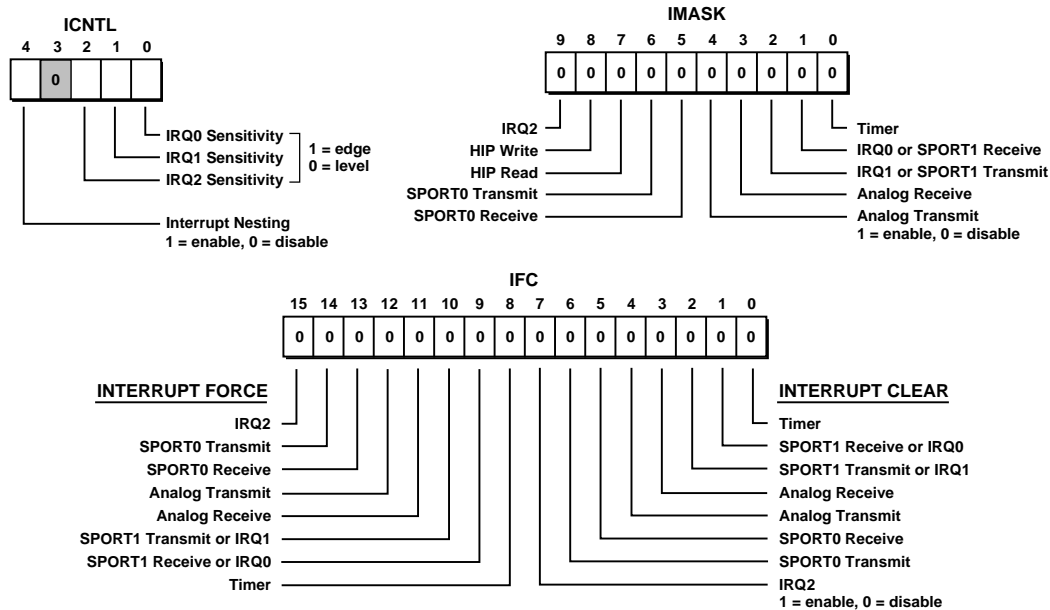 ICNTL
4 3 2 1 0
0
IRQ0 Sensitivity
IRQ1 Sensitivity
IRQ2 Sensitivity
1 = edge
0 = level
Interrupt Nesting
1 = enable, 0 = disable
IMASK
9 8 7 6 5 4 3 2 1 0
0 0 0 0 0 0 0 0 0 0
IRQ2
HIP Write
HIP Read
SPORT0 Transmit
SPORT0 Receive
Timer
IRQ0 or SPORT1 Receive
IRQ1 or SPORT1 Transmit
Analog Receive
Analog Transmit
1 = enable, 0 = disable
IFC
15 14 13 12 11 10 9 8 7 6 5 4 3 2 1 0
0 0 0 0 0 0 0 0 0 0 0 0 0 0 0 0
INTERRUPT FORCE
IRQ2
SPORT0 Transmit
SPORT0 Receive
Analog Transmit
Analog Receive
SPORT1 Transmit or IRQ1
SPORT1 Receive or IRQ0
Timer
INTERRUPT CLEAR
Timer
SPORT1 Receive or IRQ0
SPORT1 Transmit or IRQ1
Analog Receive
Analog Transmit
SPORT0 Receive
SPORT0 Transmit
IRQ2
1 = enable, 0 = disable